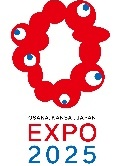 OSAKA, KANSAI, JAPAN
EXPO
2025